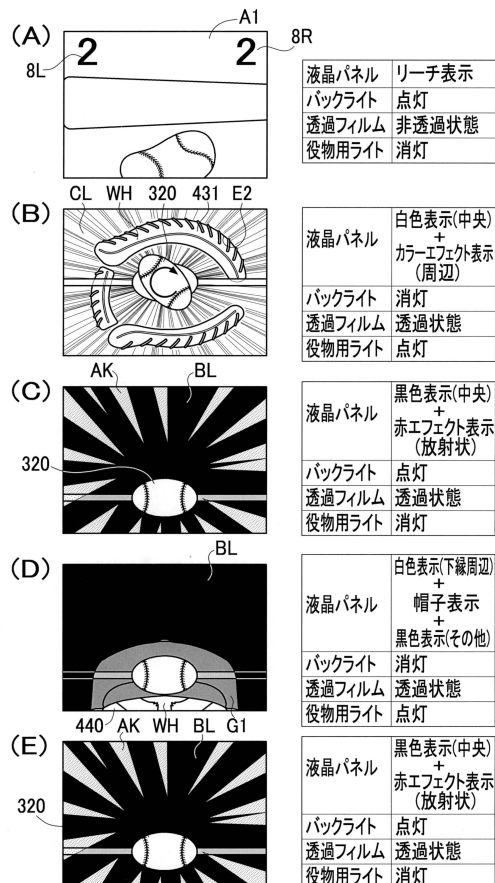 (A)
A1
8L
2
2
8R
液晶パネル リーチ表示
バックライト 点灯
透過フィルム 非透過状態
役物用ライト 消灯
(B)
CL WH 320 431 E2
液晶パネル
白色表示(中央)
+
カラーエフェクト表示
(周辺)
バックライト 消灯
透過フィルム 透過状態
役物用ライト 点灯
(C)
AK BL
320
液晶パネル
黒色表示(中央)
+
赤エフェクト表示
(放射状)
バックライト 点灯
透過フィルム 透過状態
役物用ライト 消灯
(D)
BL
液晶パネル
白色表示(下縁周辺)
+
帽子表示
+
黒色表示(その他)
バックライト 消灯
透過フィルム 透過状態
役物用ライト 点灯
440 AK WH BL G1
(E)
320
液晶パネル
黒色表示(中央)
+
赤エフェクト表示
(放射状)
バックライト 点灯
透過フィルム 透過状態
役物用ライト 消灯